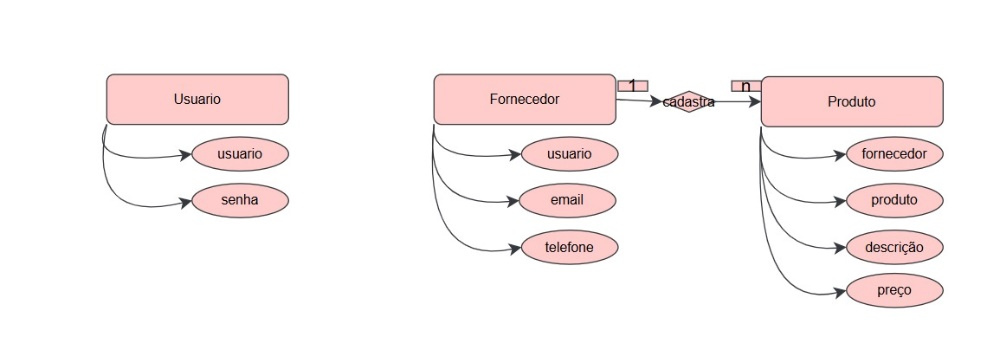 Usuario
usuario
senha
Fornecedor
usuario
email
telefone
1
cadastra
n
Produto
fornecedor
produto
descrição
preço